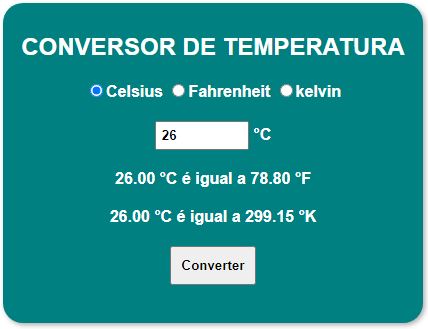 CONVERSOR DE TEMPERATURA
Celsius Fahrenheit kelvin
26 °C
26.00 °C é igual a 78.80 °F
26.00 °C é igual a 299.15 °K
Converter